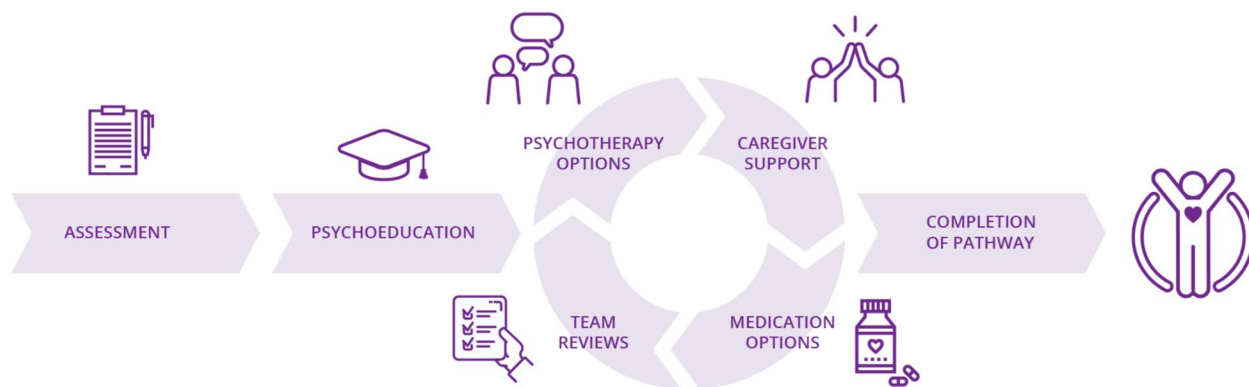 ASSESSMENT
PSYCHOEDUCATION
PSYCHOTHERAPY
OPTIONS
CAREGIVER
SUPPORT
MEDICATION
OPTIONS
TEAM
REVIEWS
COMPLETION
OF PATHWAY